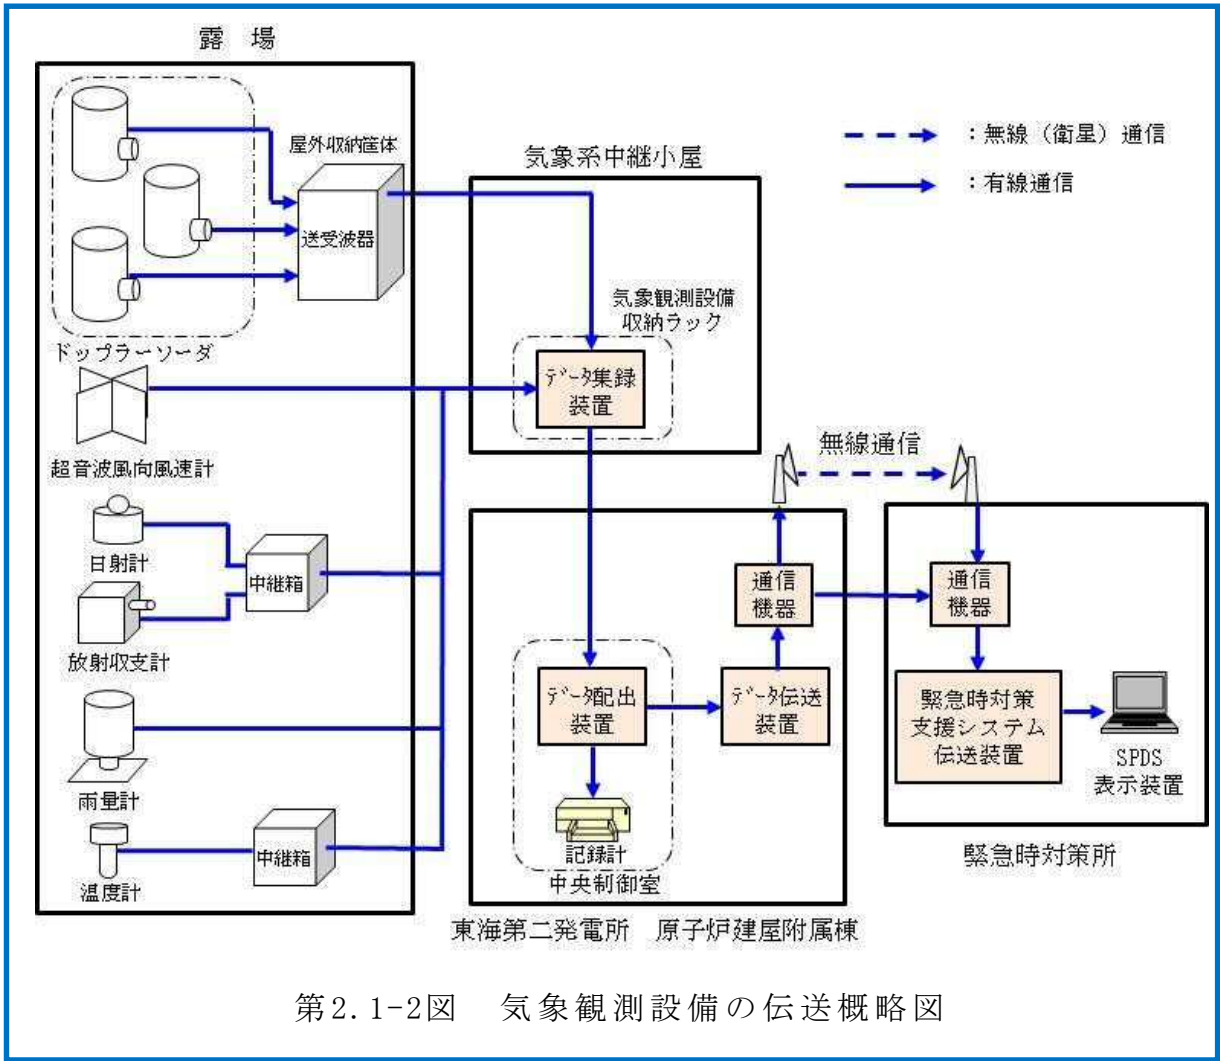 露　場
屋外収納筐体
送受波器
ドップラーソーダ
超音波風向風速計
日射計
中継箱
放射収支計
雨量計
中継箱
温度計
気象系中継小屋
気象観測設備
収納ラック
データ集録
装置
：無線（衛星）通信
：有線通信
無線通信
通信
機器
データ配出
装置
データ伝送
装置
記録計
中央制御室
東海第二発電所　原子炉建屋附属棟
通信
機器
緊急時対策
支援システム
伝送装置
SPDS
表示装置
緊急時対策所
第2.1-2図　気象観測設備の伝送概略図